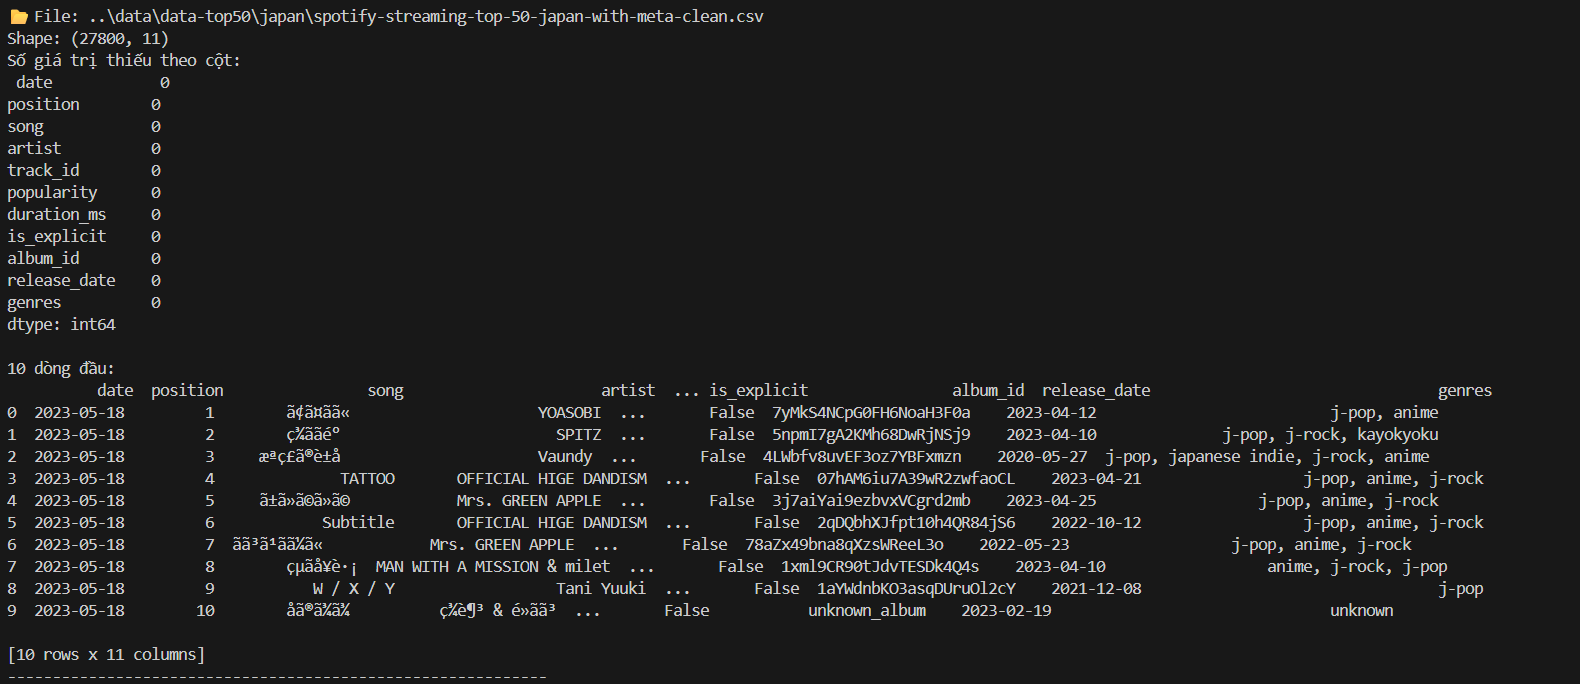 File: ..\data\data-top50\japan\spotify-streaming-top-50-japan-with-meta-clean.csv
Shape: (27800, 11)
Số giá trị thiếu theo cột:
date 0
position 0
song 0
artist 0
track_id 0
popularity 0
duration_ms 0
is_explicit 0
album_id 0
release_date 0
genres 0
dtype: int64
10 dòng đầu:
date position song artist ... is_explicit album_id release_date genres
0 2023-05-18 1 ã¢ã¤ãã« YOASOBI ... False 7yMkS4NCpG0FH6NoaH3F0a 2023-04-12 j-pop, anime
1 2023-05-18 2 ç¾ããéº SPITZ ... False 5npmI7gA2KMh68DwRjNSj9 2023-04-10 j-pop, j-rock, kayokyoku
2 2023-05-18 3 æªç£ã®è±å Vaundy ... False 4LWbfv8uvEF3oz7YBFxmzn 2020-05-27 j-pop, japanese indie, j-rock, anime
3 2023-05-18 4 TATTOO OFFICIAL HIGE DANDISM ... False 07hAM6iu7A39wR2zwfaoCL 2023-04-21 j-pop, anime, j-rock
4 2023-05-18 5 ã±ã»ã©ã»ã© Mrs. GREEN APPLE ... False 3j7aiYai9ezbvxVCgrd2mb 2023-04-25 j-pop, anime, j-rock
5 2023-05-18 6 Subtitle OFFICIAL HIGE DANDISM ... False 2qDQbhXJfpt10h4QR84jS6 2022-10-12 j-pop, anime, j-rock
6 2023-05-18 7 ãã³ã¹ãã¼ã« Mrs. GREEN APPLE ... False 78aZx49bna8qXzsWReeL3o 2022-05-23 j-pop, anime, j-rock
7 2023-05-18 8 çµãå¥è·¡ MAN WITH A MISSION & milet ... False 1xml9CR90tJdvTESDk4Q4s 2023-04-10 anime, j-rock, j-pop
8 2023-05-18 9 W / X / Y Tani Yuuki ... False 1aYWdnbKO3asqDUruOl2cY 2021-12-08 j-pop
9 2023-05-18 10 åã®ã¾ã¾ ç¾è¶³ & é»ãã³ ... False unknown_album 2023-02-19 unknown
[10 rows x 11 columns]
------------------------------------------------------------